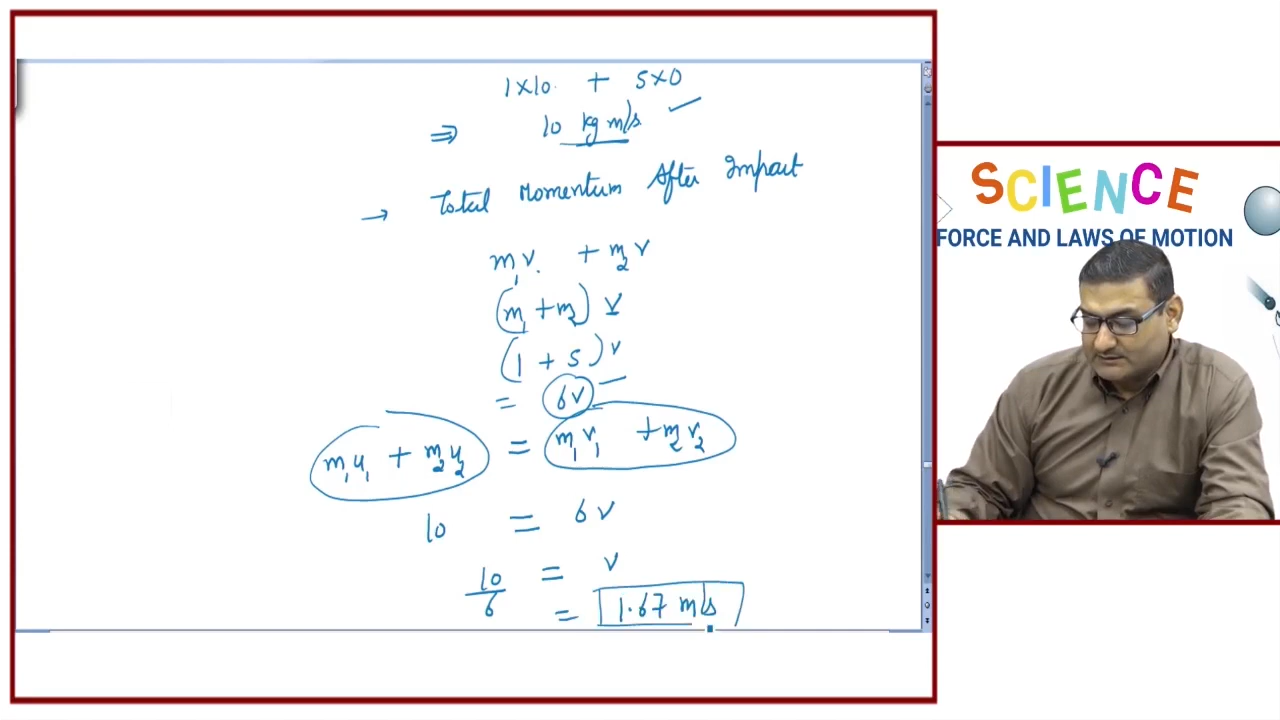 1×10 + 5×0
⇒ 10 kg m/s ✓
→ Total Momentum After Impact
m₁v + m₂v
(m₁ + m₂) v
(1 + 5) v
= 6v
m₁u₁ + m₂u₂ = m₁v₁ + m₂v₂
10 = 6v
10/6 = v
= 1.67 m/s
SCIENCE
FORCE AND LAWS OF MOTION